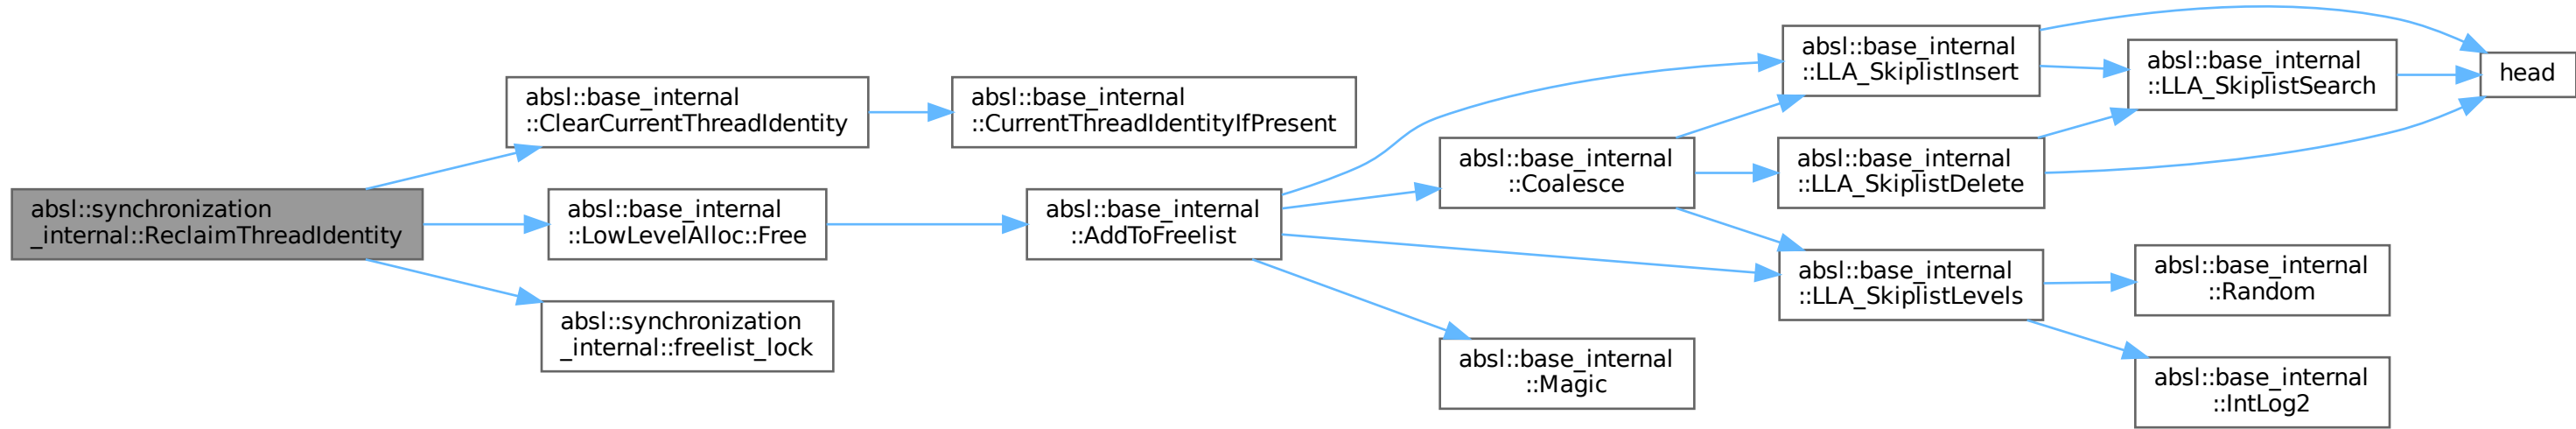 absl::synchronization
_internal::ReclaimThreadIdentity
absl::base_internal
::ClearCurrentThreadIdentity
absl::base_internal
::CurrentThreadIdentityIfPresent
absl::base_internal
::LowLevelAlloc::Free
absl::synchronization
_internal::freelist_lock
absl::base_internal
::AddToFreelist
absl::base_internal
::Coalesce
absl::base_internal
::Magic
absl::base_internal
::LLA_SkiplistInsert
absl::base_internal
::LLA_SkiplistDelete
absl::base_internal
::LLA_SkiplistLevels
absl::base_internal
::LLA_SkiplistSearch
head
absl::base_internal
::Random
absl::base_internal
::IntLog2